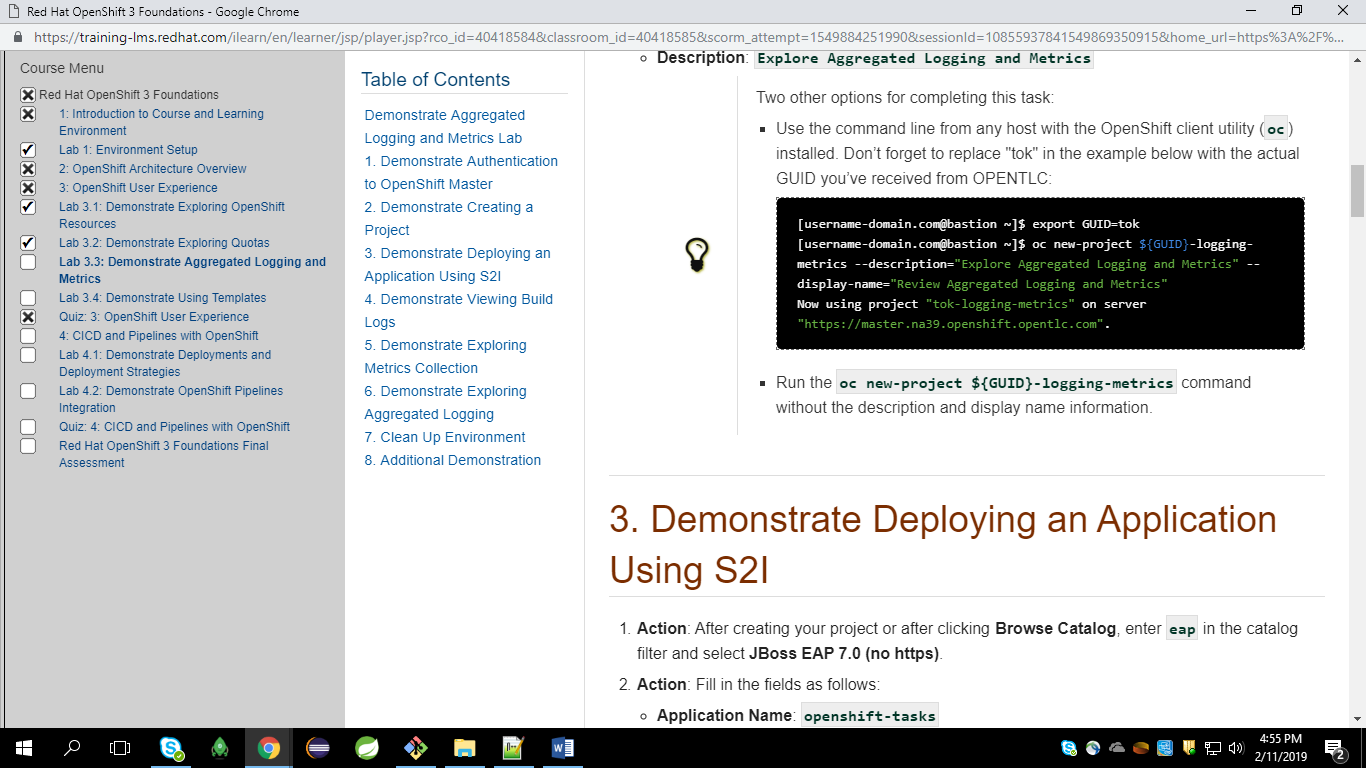 Red Hat OpenShift 3 Foundations - Google Chrome
https://training-lms.redhat.com/ilearn/en/learner/jsp/player.jsp?rco_id=40418584&classroom_id=40418585&scorm_attempt=1549884251990&sessionId=10855937841549869350915&home_url=https%3A%2F%...
Course Menu
Red Hat OpenShift 3 Foundations
1: Introduction to Course and Learning
Environment
Lab 1: Environment Setup
2: OpenShift Architecture Overview
3: OpenShift User Experience
Lab 3.1: Demonstrate Exploring OpenShift
Resources
Lab 3.2: Demonstrate Exploring Quotas
Lab 3.3: Demonstrate Aggregated Logging and
Metrics
Lab 3.4: Demonstrate Using Templates
Quiz: 3: OpenShift User Experience
4: CICD and Pipelines with OpenShift
Lab 4.1: Demonstrate Deployments and
Deployment Strategies
Lab 4.2: Demonstrate OpenShift Pipelines
Integration
Quiz: 4: CICD and Pipelines with OpenShift
Red Hat OpenShift 3 Foundations Final
Assessment
Table of Contents
Demonstrate Aggregated
Logging and Metrics Lab
1. Demonstrate Authentication
to OpenShift Master
2. Demonstrate Creating a
Project
3. Demonstrate Deploying an
Application Using S2I
4. Demonstrate Viewing Build
Logs
5. Demonstrate Exploring
Metrics Collection
6. Demonstrate Exploring
Aggregated Logging
7. Clean Up Environment
8. Additional Demonstration
Description: Explore Aggregated Logging and Metrics
Two other options for completing this task:
Use the command line from any host with the OpenShift client utility (oc)
installed. Don’t forget to replace "tok" in the example below with the actual
GUID you’ve received from OPENTLC:
[username-domain.com@bastion ~]$ export GUID=tok
[username-domain.com@bastion ~]$ oc new-project ${GUID}-logging-
metrics --description="Explore Aggregated Logging and Metrics" --
display-name="Review Aggregated Logging and Metrics"
Now using project "tok-logging-metrics" on server
"https://master.na39.openshift.opentlc.com".
Run the oc new-project ${GUID}-logging-metrics command
without the description and display name information.
3. Demonstrate Deploying an Application
Using S2I
1. Action: After creating your project or after clicking Browse Catalog, enter eap in the catalog
filter and select JBoss EAP 7.0 (no https).
2. Action: Fill in the fields as follows:
Application Name: openshift-tasks
4:55 PM
2/11/2019
2